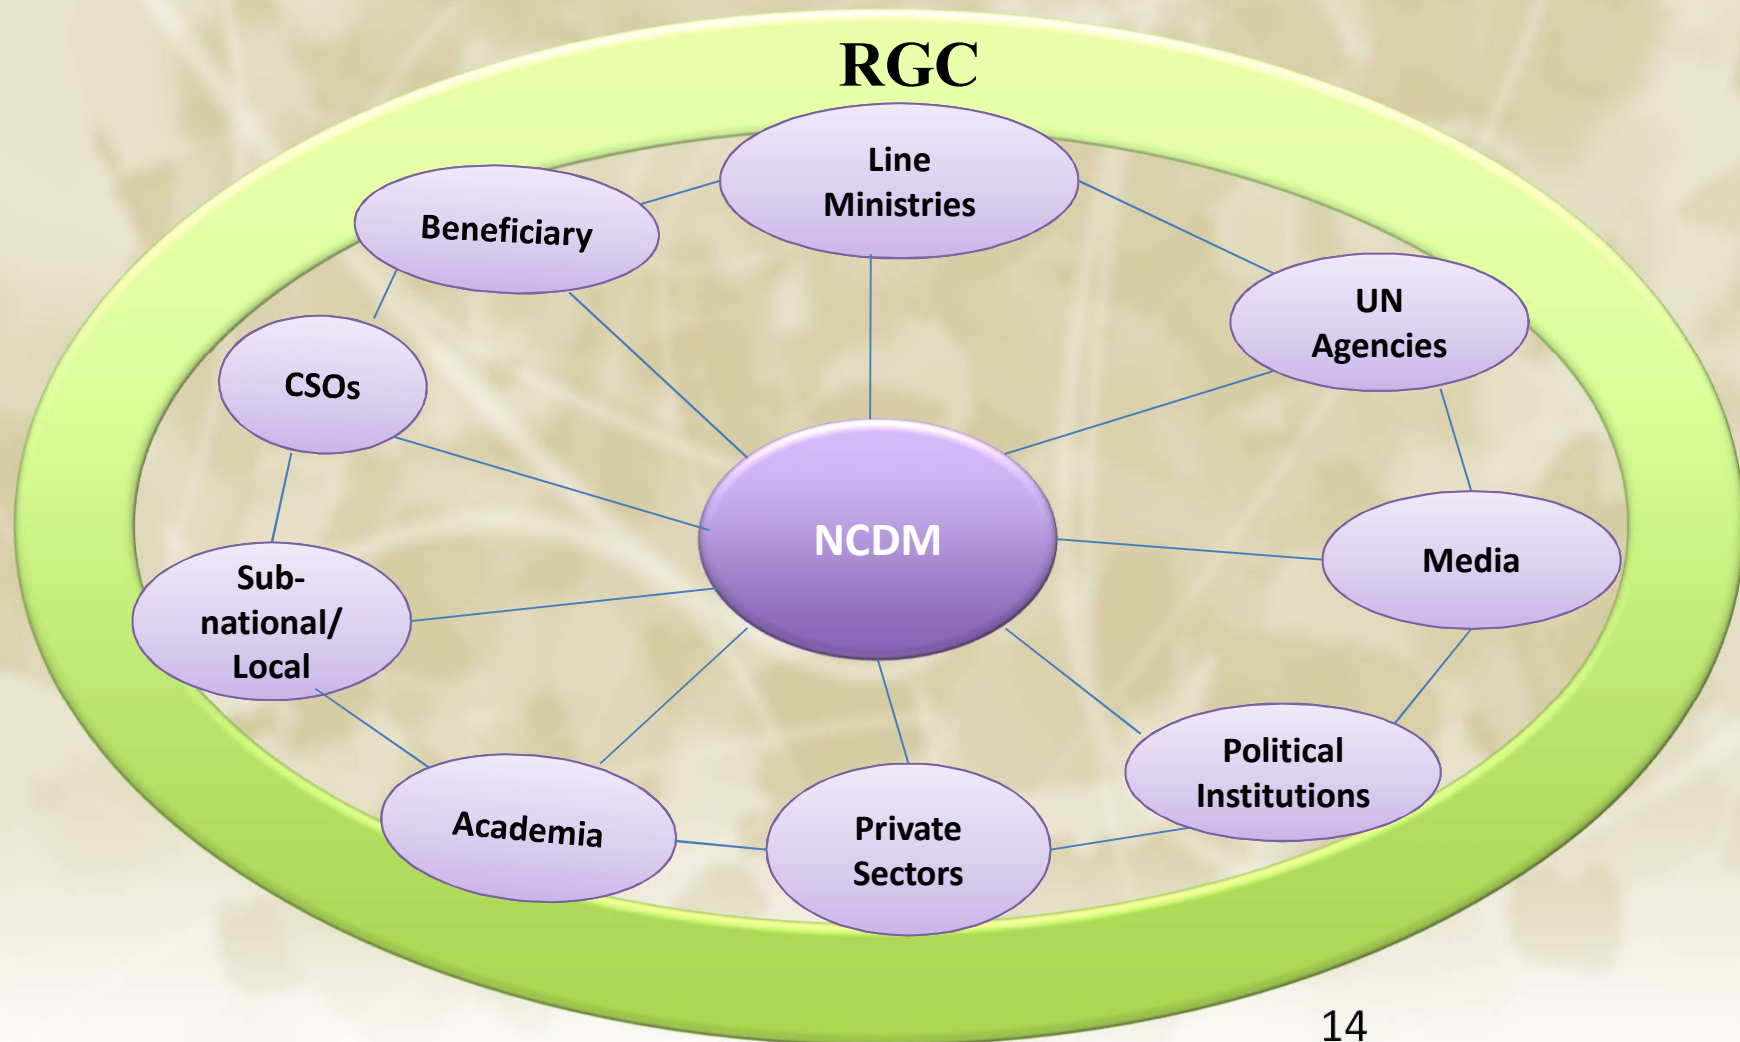 RGC
Line
Ministries
Beneficiary
UN
Agencies
CSOs
NCDM
Media
Sub-
national/
Local
Political
Institutions
Academia
Private
Sectors
14